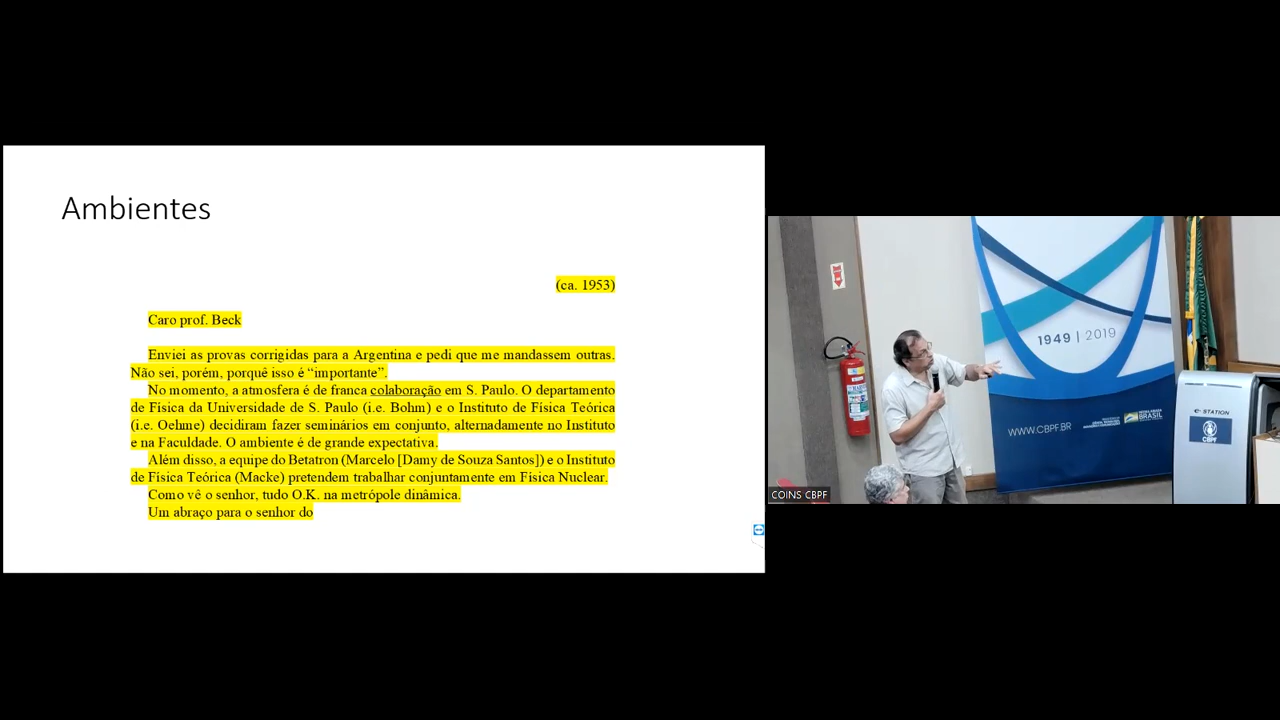 Ambientes
(ca. 1953)
Caro prof. Beck
Enviei as provas corrigidas para a Argentina e pedi que me mandassem outras.
Não sei, porém, porquê isso é “importante”.
No momento, a atmosfera é de franca colaboração em S. Paulo. O departamento
de Física da Universidade de S. Paulo (i.e. Bohm) e o Instituto de Física Teórica
(i.e. Oehme) decidiram fazer seminários em conjunto, alternadamente no Instituto
e na Faculdade. O ambiente é de grande expectativa.
Além disso, a equipe do Betatron (Marcelo [Damy de Souza Santos]) e o Instituto
de Física Teórica (Macke) pretendem trabalhar conjuntamente em Física Nuclear.
Como vê o senhor, tudo O.K. na metrópole dinâmica.
Um abraço para o senhor do
1949 | 2019
WWW.CBPF.BR
BRASIL
e-STATION
CBPF
COINS CBPF